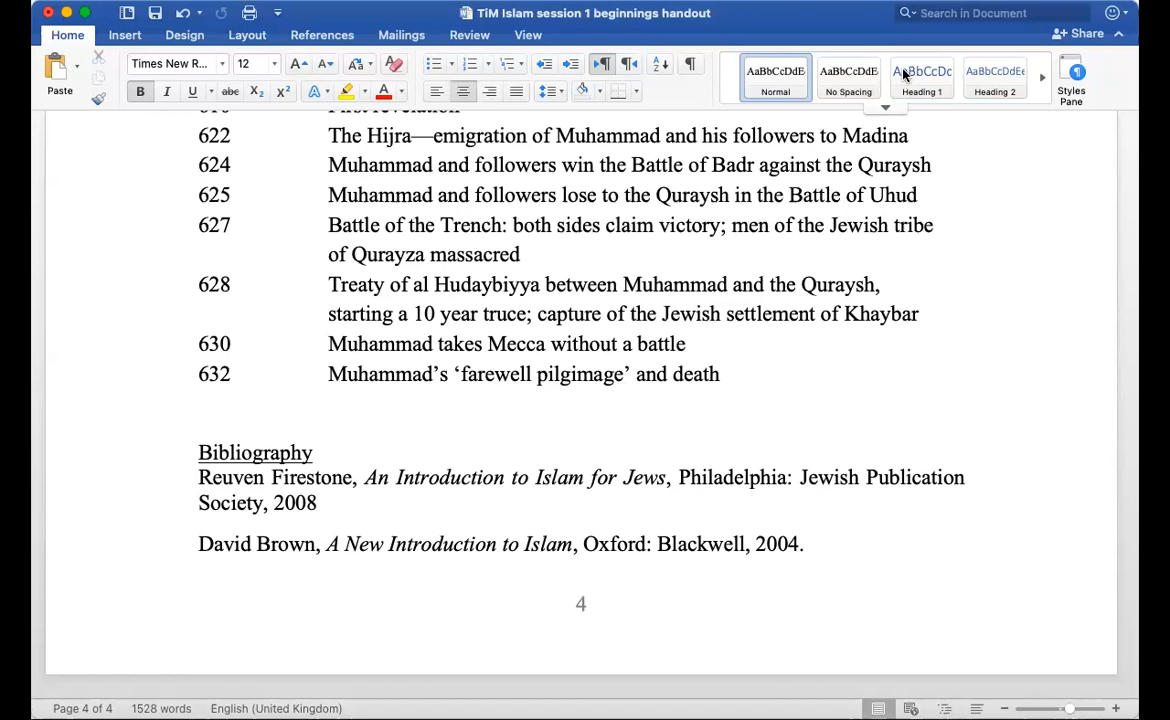 TiM Islam session 1 beginnings handout
Search in Document
Home Insert Design Layout References Mailings Review View
Share
Paste
Times New R...
12
B I U abc X2 X2
AaBbCcDdE AaBbCcDdE AaBbCcDc AaBbCcDdEe
Normal No Spacing Heading 1 Heading 2
Styles
Pane
622 The Hijra—emigration of Muhammad and his followers to Madina
624 Muhammad and followers win the Battle of Badr against the Quraysh
625 Muhammad and followers lose to the Quraysh in the Battle of Uhud
627 Battle of the Trench: both sides claim victory; men of the Jewish tribe
of Qurayza massacred
628 Treaty of al Hudaybiyya between Muhammad and the Quraysh,
starting a 10 year truce; capture of the Jewish settlement of Khaybar
630 Muhammad takes Mecca without a battle
632 Muhammad’s ‘farewell pilgimage’ and death
Bibliography
Reuven Firestone, An Introduction to Islam for Jews, Philadelphia: Jewish Publication
Society, 2008
David Brown, A New Introduction to Islam, Oxford: Blackwell, 2004.
4
Page 4 of 4 1528 words English (United Kingdom)